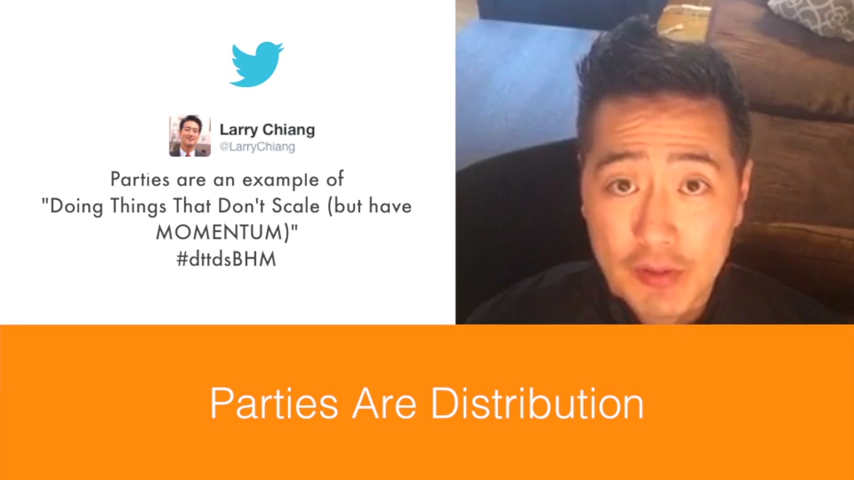 Larry Chiang
@LarryChiang
Parties are an example of
"Doing Things That Don't Scale (but have
MOMENTUM)"
#dttdsBHM
Parties Are Distribution